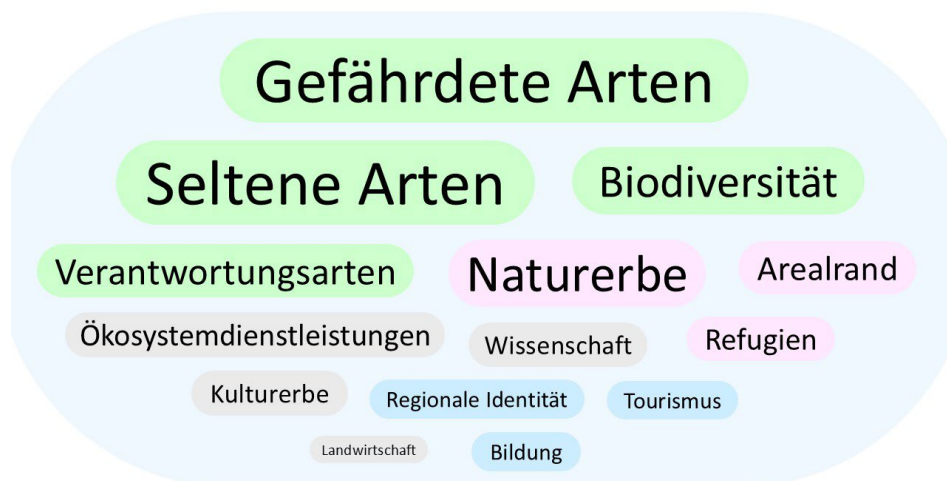 Gefährdete Arten
Seltene Arten
Biodiversität
Verantwortungsarten
Naturerbe
Arealrand
Ökosystemdienstleistungen
Wissenschaft
Refugien
Kulturerbe
Regionale Identität
Tourismus
Landwirtschaft
Bildung